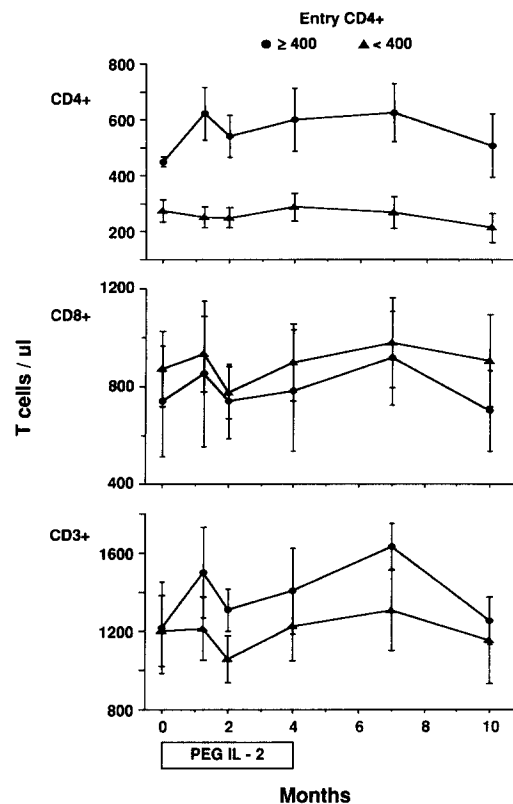 Entry CD4+
● ≥ 400 ▲ < 400
CD4+
800
600
400
200
CD8+
1200
800
400
T cells / ul
CD3+
1600
1200
800
0 2 4 6 8 10
PEG IL - 2
Months